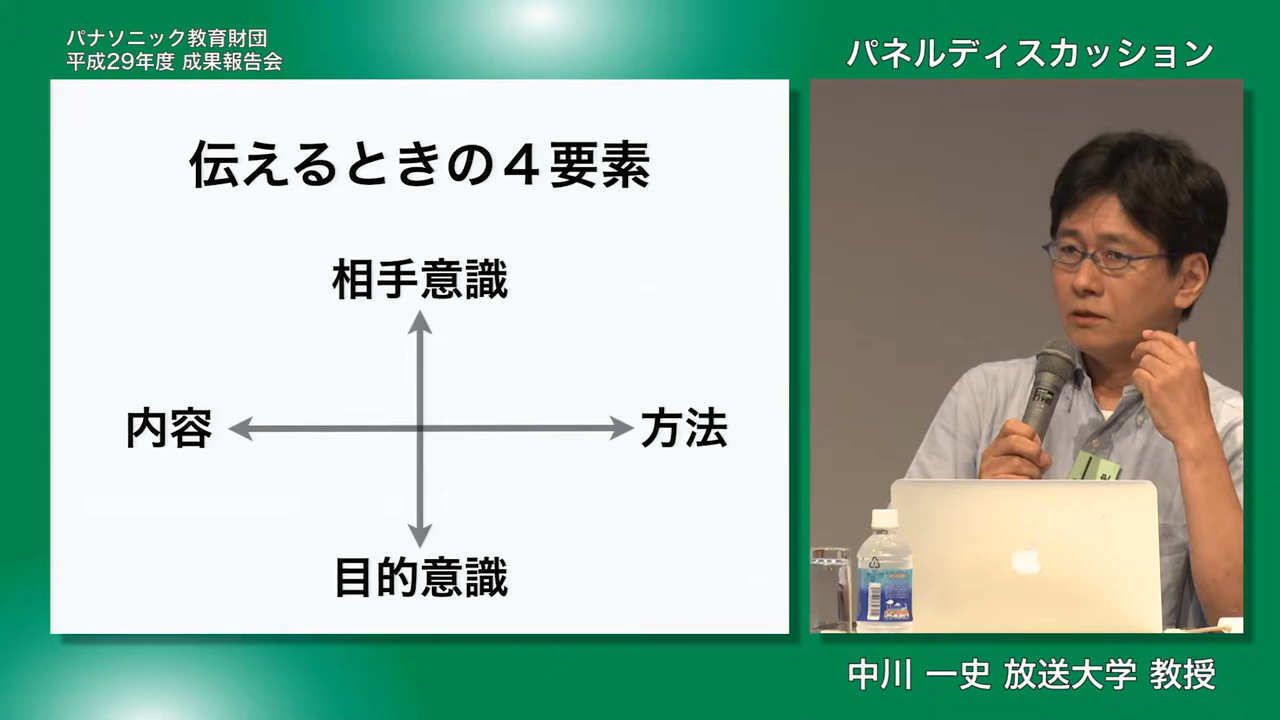 パナソニック教育財団
平成29年度 成果報告会
パネルディスカッション
伝えるときの4要素
相手意識
内容
方法
目的意識
中川 一史 放送大学 教授